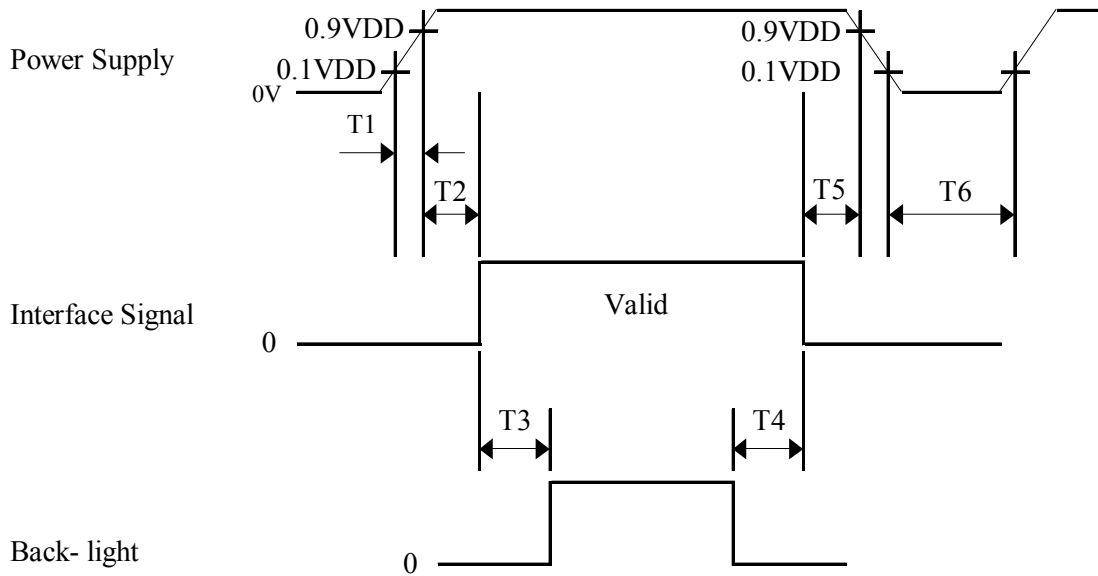 0.9VDD
0.9VDD
Power Supply
0.1VDD
0.1VDD
0V
T1
T2
T5
T6
Interface Signal
Valid
0
T3
T4
Back- light
0